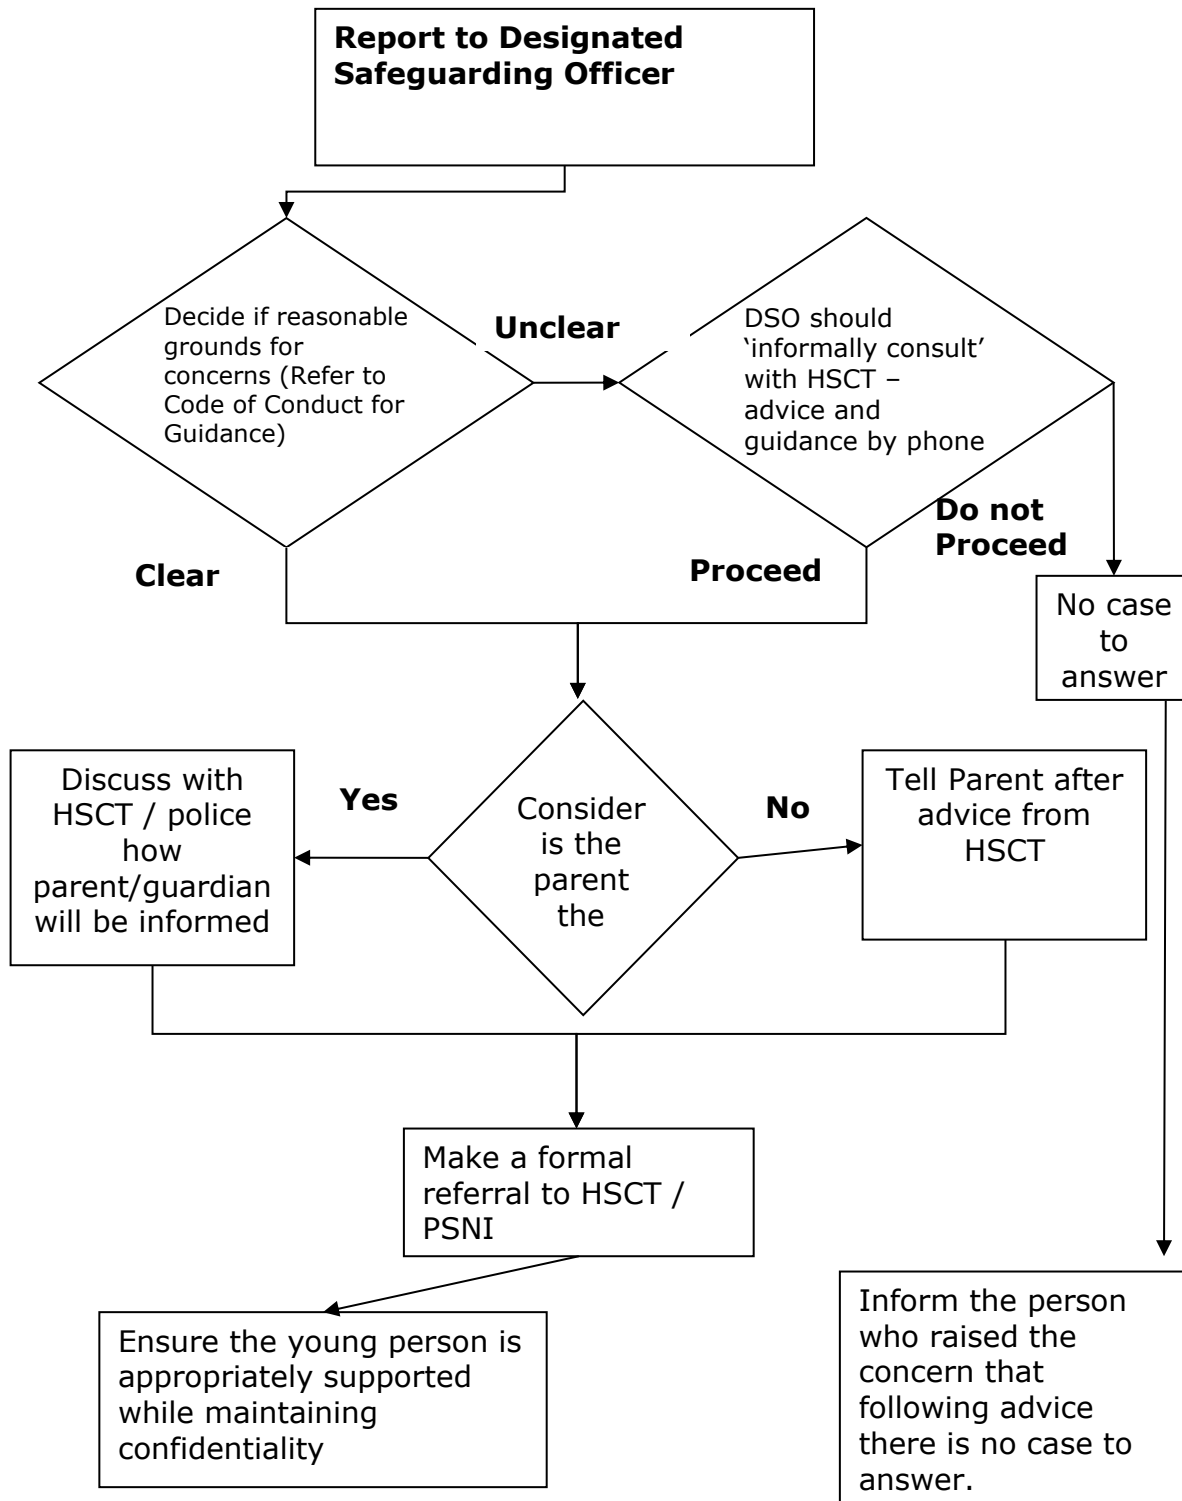 Report to Designated
Safeguarding Officer
Decide if reasonable
grounds for
concerns (Refer to
Code of Conduct for
Guidance)
Unclear
DSO should
‘informally consult’
with HSCT –
advice and
guidance by phone
Clear
Proceed
Do not
Proceed
No case
to
answer
Discuss with
HSCT / police
how
parent/guardian
will be informed
Yes
Consider
is the
parent
the
No
Tell Parent after
advice from
HSCT
Make a formal
referral to HSCT /
PSNI
Ensure the young person is
appropriately supported
while maintaining
confidentiality
Inform the person
who raised the
concern that
following advice
there is no case to
answer.